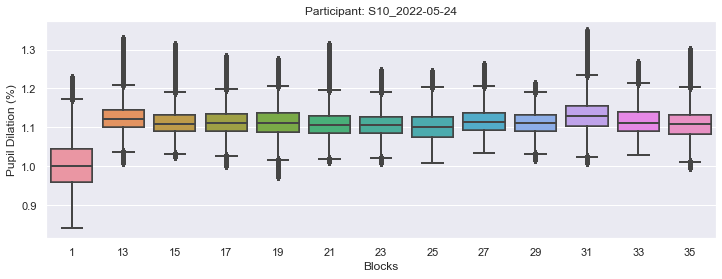 Participant: S10_2022-05-24
Pupil Dilation (%)
1.3
1.2
1.1
1.0
0.9
1 13 15 17 19 21 23 25 27 29 31 33 35
Blocks